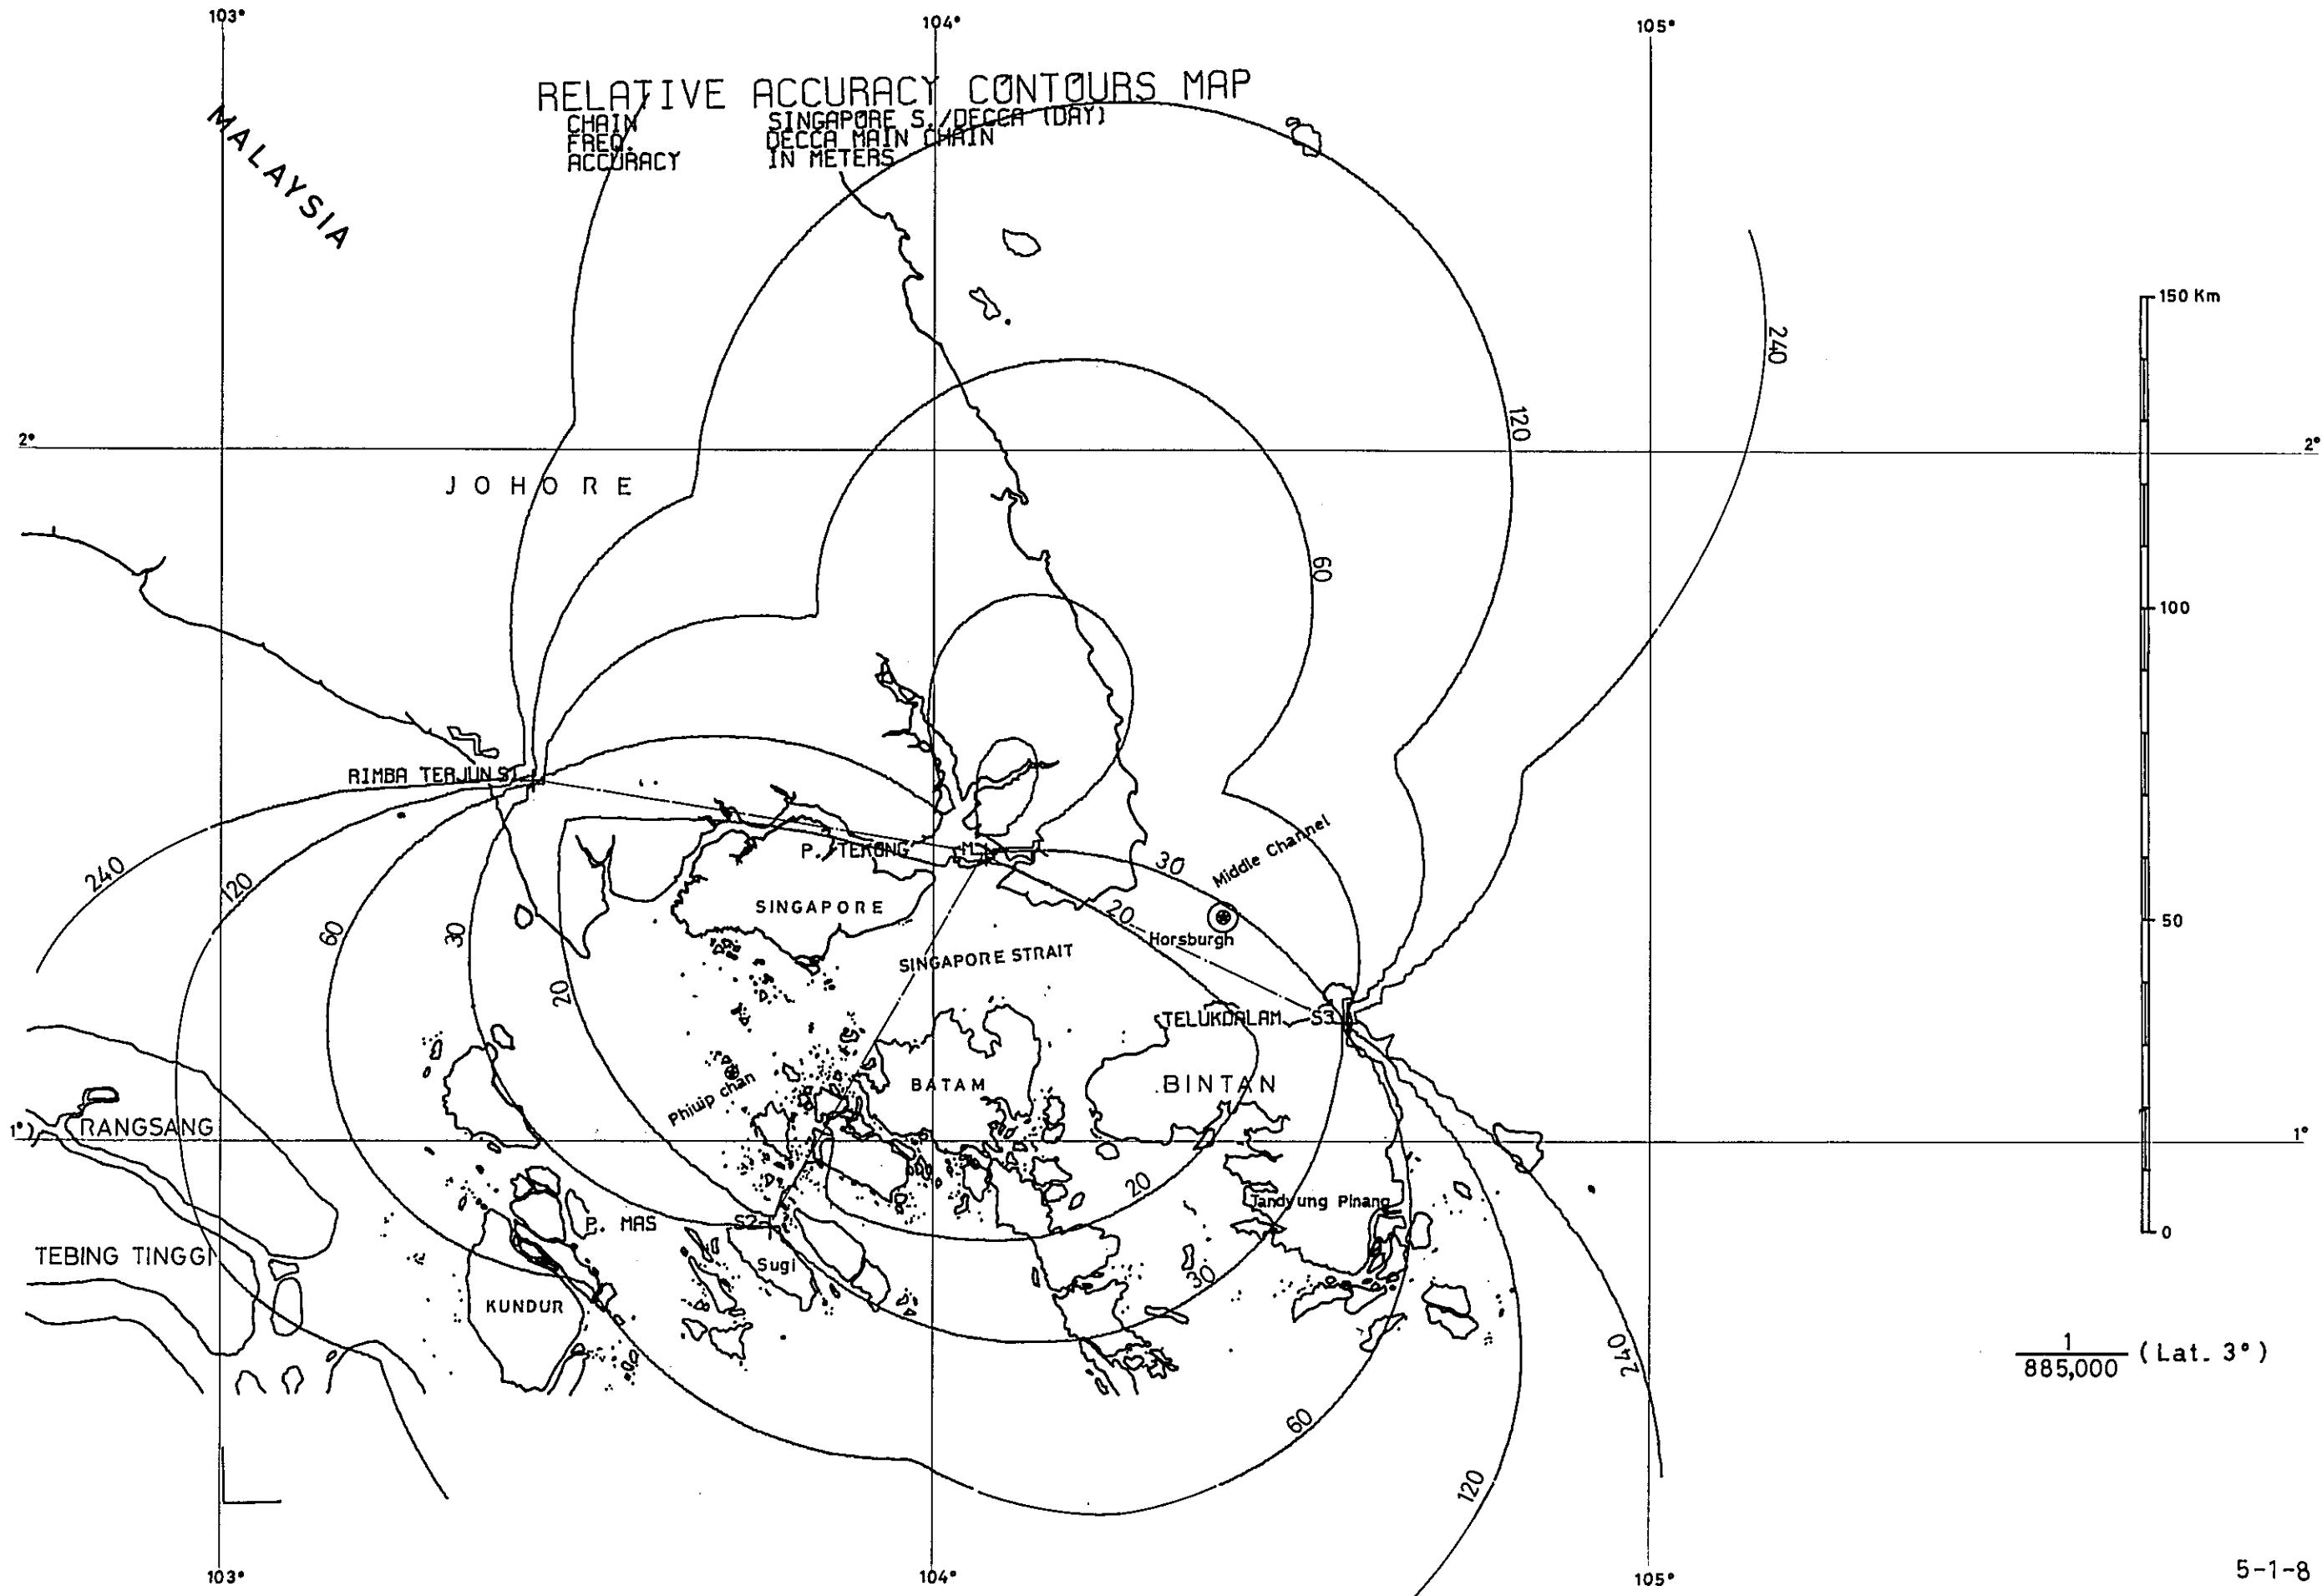 103°
104°
105°
RELATIVE ACCURACY CONTOURS MAP
CHAIN SINGAPORE S./DECCA (DAY)
FREQ. DECCA MAIN CHAIN
ACCURACY IN METERS
MALAYSIA
150 Km
240
120
2°
2°
JOHORE
60
100
RIMBA TERJUN S1
P. TEKONG M
30
Middle Channel
240
120
60
30
20
SINGAPORE
20
50
Horsburgh
SINGAPORE STRAIT
TELUKDALAM S3
Phiuip chan
BATAM
BINTAN
1°
RANGSANG
1°
20
Tandyung Pinang
P. MAS
S2
0
TEBING TINGGI
Sugi
30
KUNDUR
240
1
885,000 (Lat. 3°)
60
120
103°
104°
105°
5-1-8